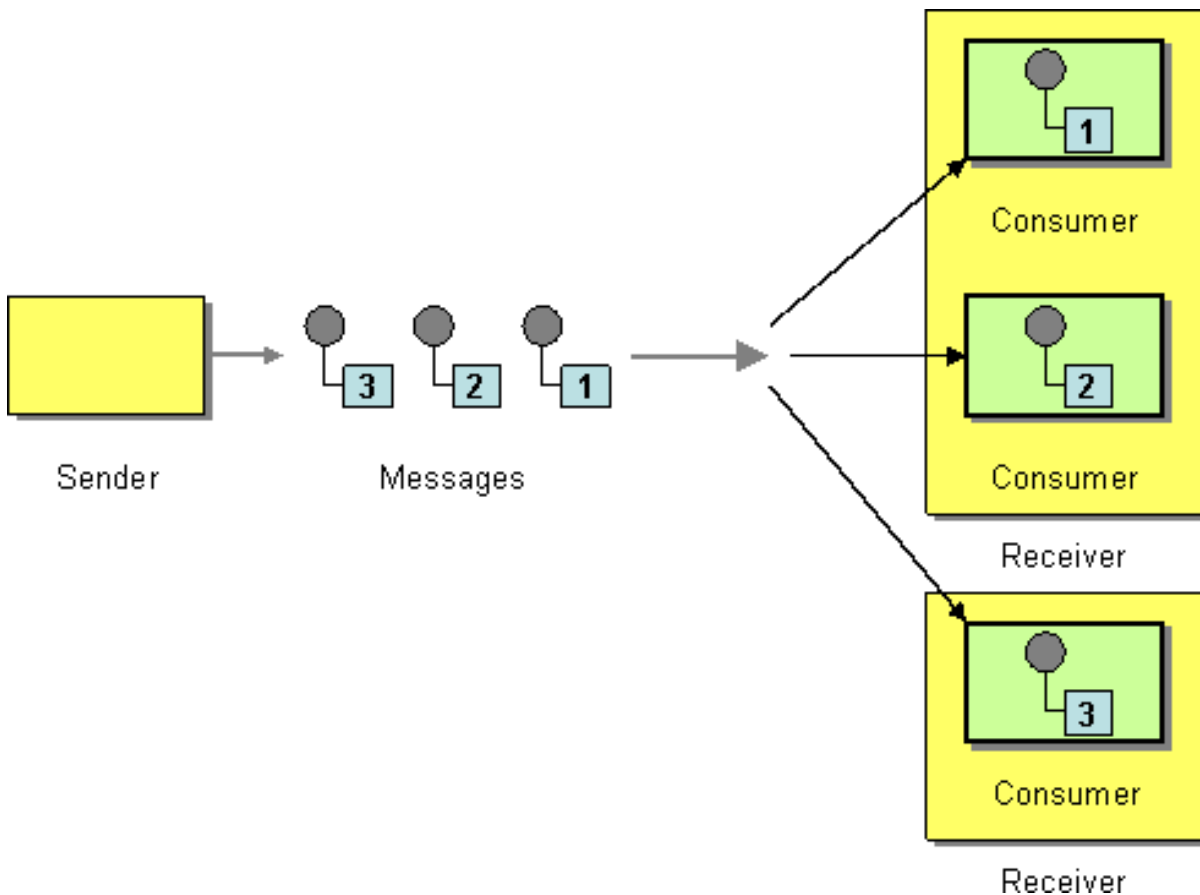 1
Consumer
3 2 1
2
Sender
Messages
Consumer
Receiver
3
Consumer
Receiver